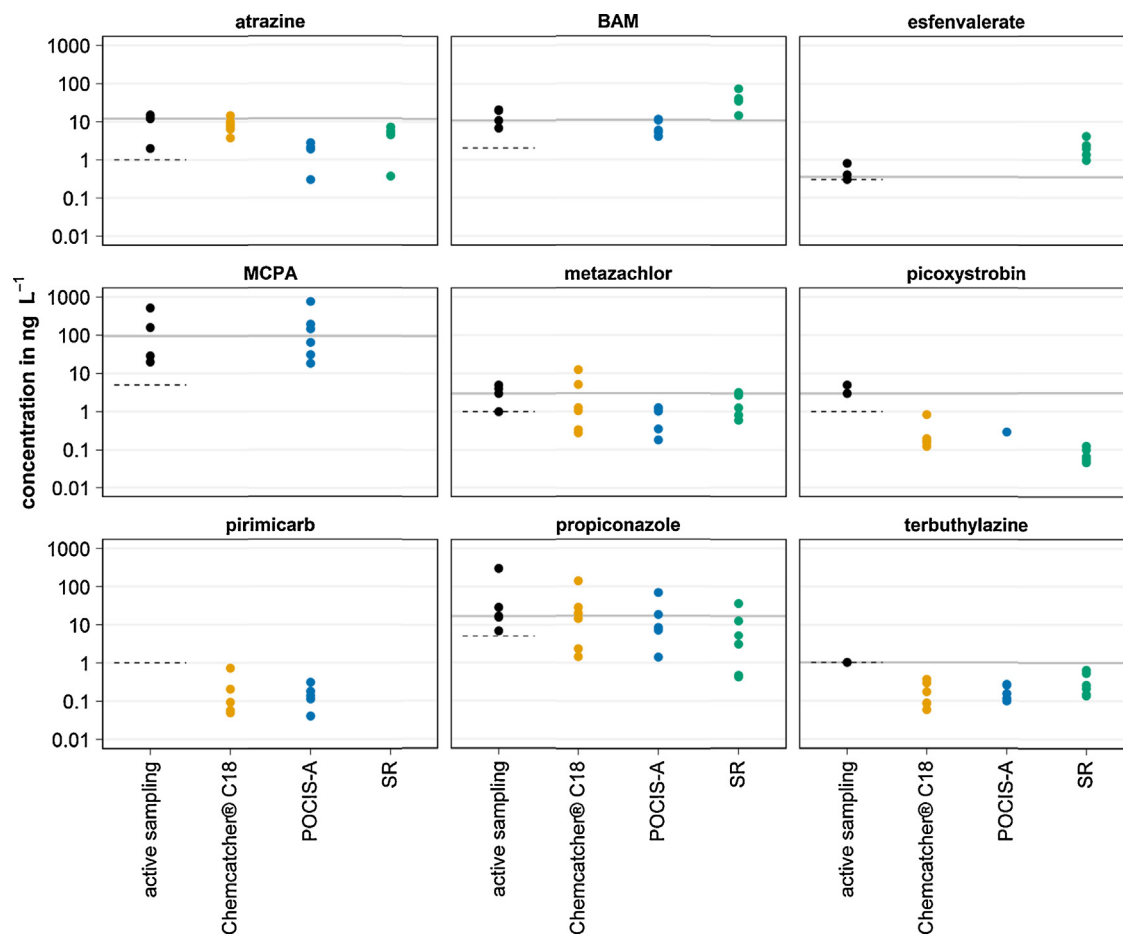 atrazine
BAM
esfenvalerate
1000
100
10
1
0.1
0.01
MCPA
metazachlor
picoxystrobin
1000
100
10
1
0.1
0.01
pirimicarb
propiconazole
terbuthylazine
1000
100
10
1
0.1
0.01
concentration in ng L⁻¹
active sampling
Chemcatcher® C18
POCIS-A
SR
active sampling
Chemcatcher® C18
POCIS-A
SR
active sampling
Chemcatcher® C18
POCIS-A
SR